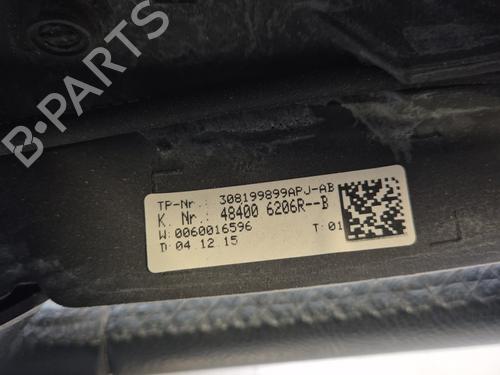 B-PARTS
TP-Nr.: 308199899APJ-AB
K. Nr.: 48400 6206R--B
W: 0060016596 T: 01
D: 04 12 15